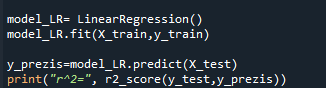 model_LR= LinearRegression()
model_LR.fit(X_train,y_train)
y_prezis=model_LR.predict(X_test)
print("r^2=", r2_score(y_test,y_prezis))